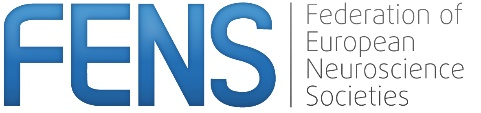 FENS
Federation of
European
Neuroscience
Societies